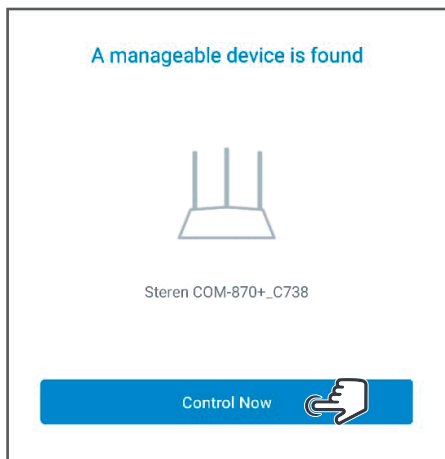 A manageable device is found
Steren COM-870+_C738
Control Now